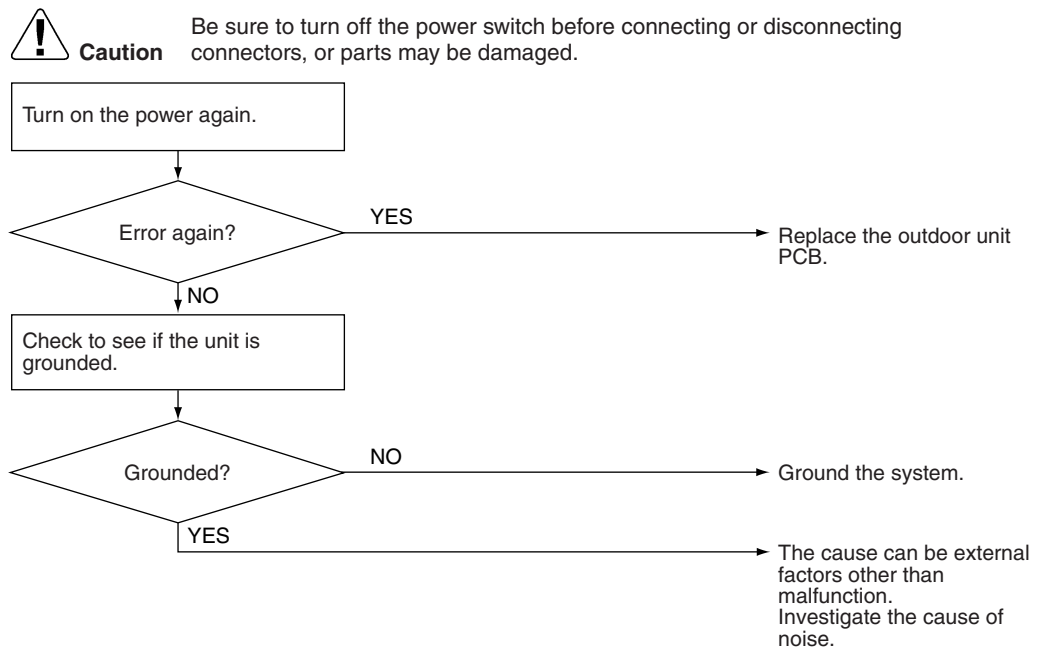 Be sure to turn off the power switch before connecting or disconnecting
Caution connectors, or parts may be damaged.
Turn on the power again.
Error again?
YES
Replace the outdoor unit
PCB.
NO
Check to see if the unit is
grounded.
Grounded?
NO
Ground the system.
YES
The cause can be external
factors other than
malfunction.
Investigate the cause of
noise.